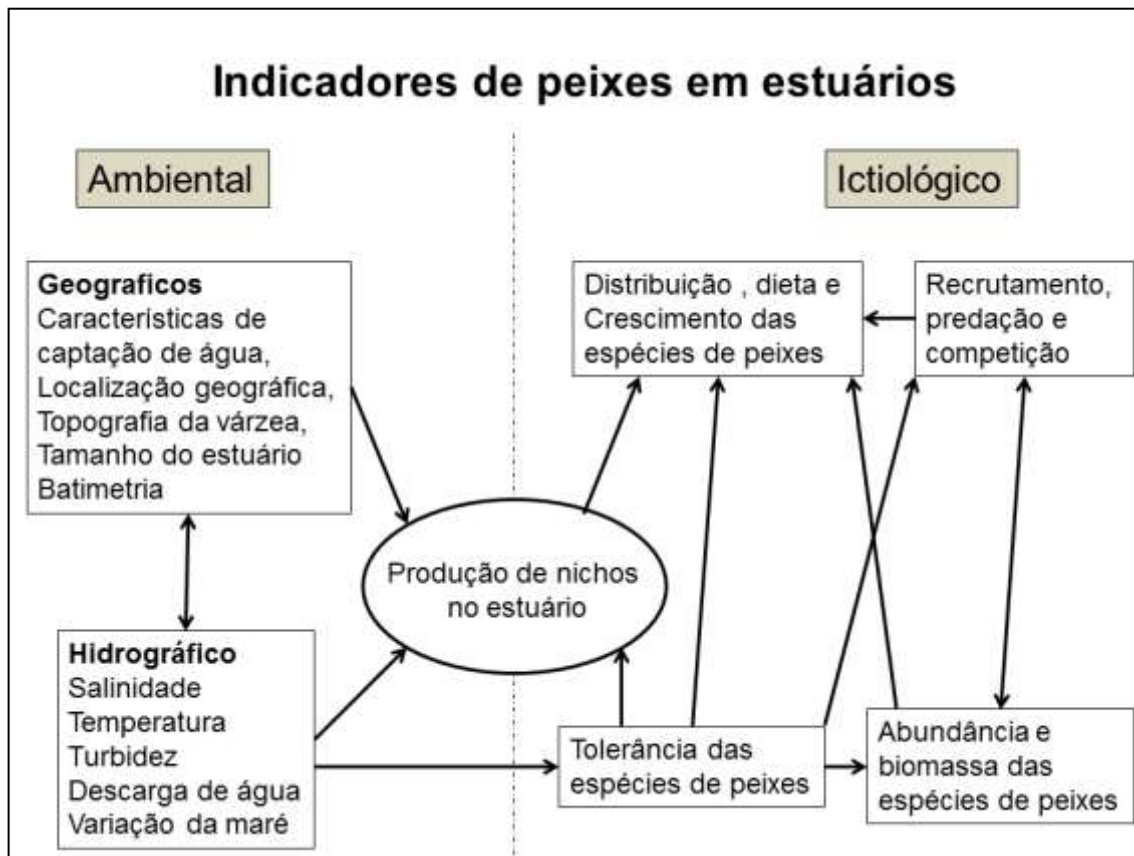 Indicadores de peixes em estuários
Ambiental
Ictiológico
Geograficos
Características de
captação de água,
Localização geográfica,
Topografia da várzea,
Tamanho do estuário
Batimetria
Distribuição , dieta e
Crescimento das
espécies de peixes
Recrutamento,
predação e
competição
Produção de nichos
no estuário
Hidrográfico
Salinidade
Temperatura
Turbidez
Descarga de água
Variação da maré
Tolerância das
espécies de peixes
Abundância e
biomassa das
espécies de peixes